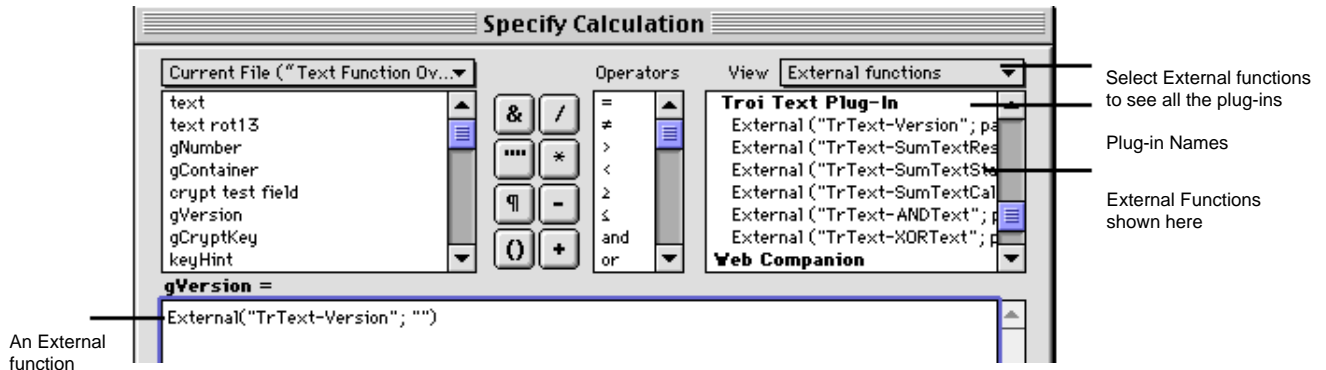 Specify Calculation
Current File ("Text Function Ov...
Operators
View
External functions
text
text rot13
gNumber
gContainer
crypt test field
gVersion
gCryptKey
keyHint
&
/
""
*
¶
-
()
+
=
≠
>
<
≥
≤
and
or
Troi Text Plug-In
External ("TrText-Version"; pa
External ("TrText-SumTextRes
External ("TrText-SumTextSta
External ("TrText-SumTextCal
External ("TrText-ANDText"; p
External ("TrText-XORText"; p
Web Companion
gVersion =
External("TrText-Version"; "")
Select External functions
to see all the plug-ins
Plug-in Names
External Functions
shown here
An External
function